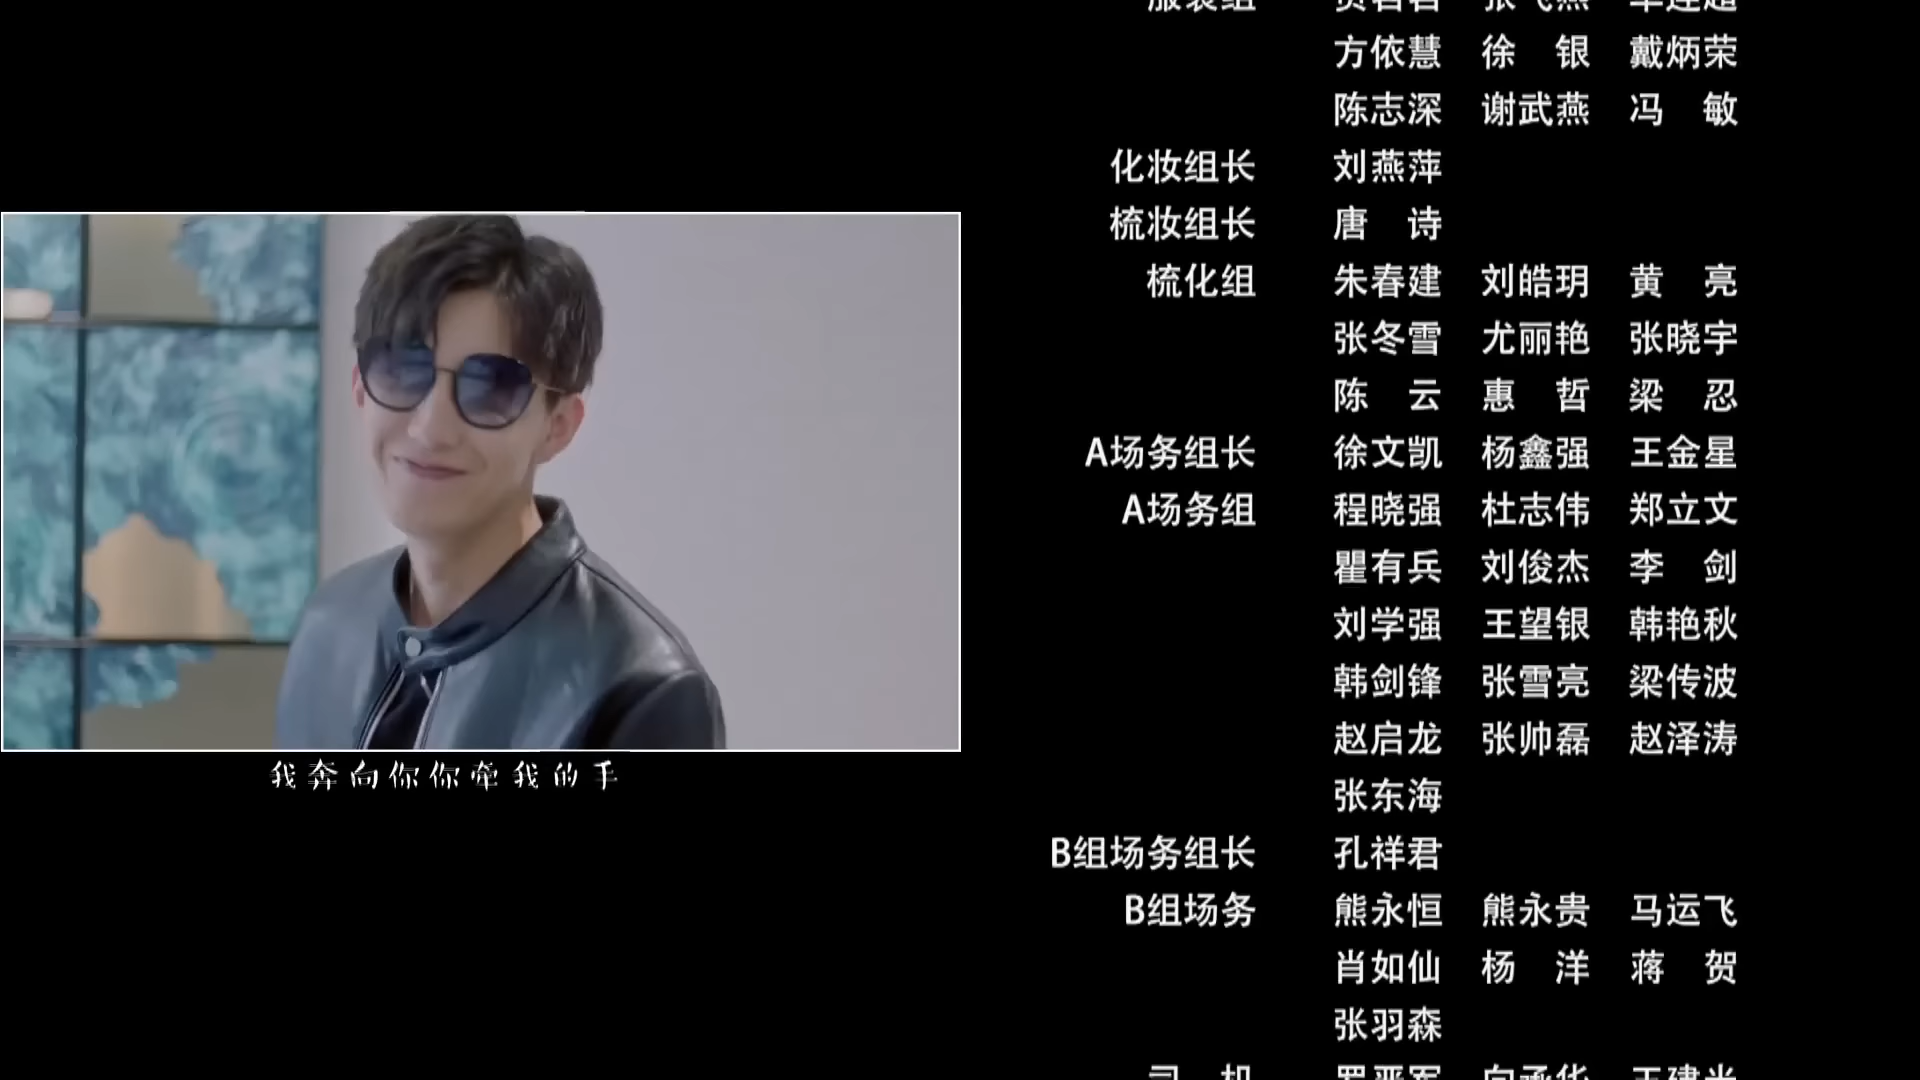 服装组
方依慧 徐 银 戴炳荣
陈志深 谢武燕 冯 敏
化妆组长 刘燕萍
梳妆组长 唐 诗
梳化组 朱春建 刘皓玥 黄 亮
张冬雪 尤丽艳 张晓宇
陈 云 惠 哲 梁 忍
A场务组长 徐文凯 杨鑫强 王金星
A场务组 程晓强 杜志伟 郑立文
瞿有兵 刘俊杰 李 剑
刘学强 王望银 韩艳秋
韩剑锋 张雪亮 梁传波
赵启龙 张帅磊 赵泽涛
张东海
B组场务组长 孔祥君
B组场务 熊永恒 熊永贵 马运飞
肖如仙 杨 洋 蒋 贺
张羽森
司 机
我奔向你你牵我的手